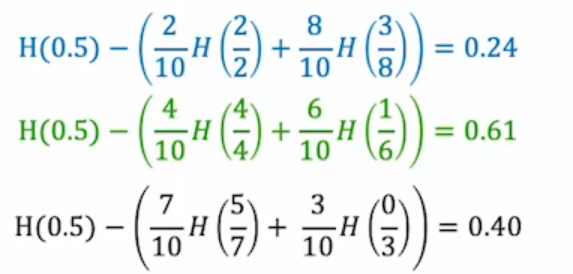 H(0.5) − (2/10 H(2/2) + 8/10 H(3/8)) = 0.24
H(0.5) − (4/10 H(4/4) + 6/10 H(1/6)) = 0.61
H(0.5) − (7/10 H(5/7) + 3/10 H(0/3)) = 0.40